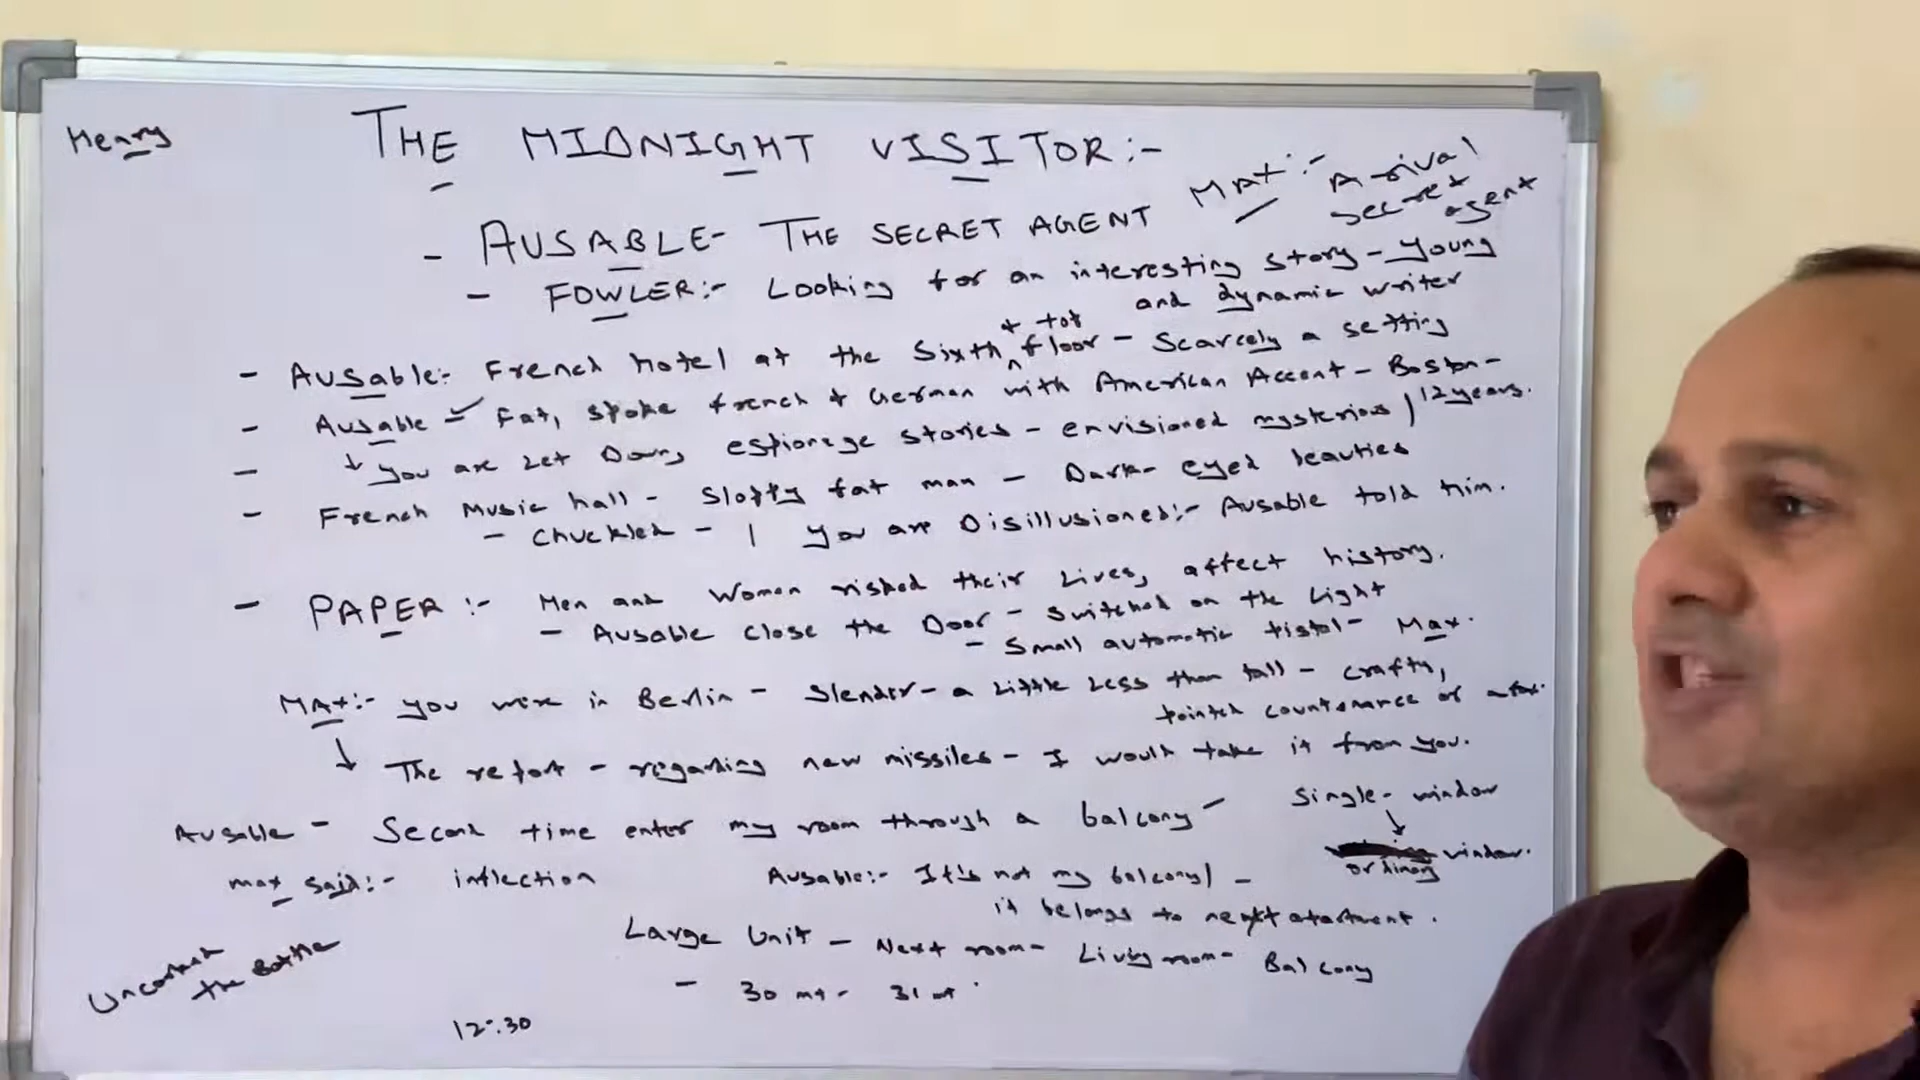 Henry
THE MIDNIGHT VISITOR:-
MAX:- A rival
secret agent
- AUSABLE- THE SECRET AGENT
- FOWLER:- Looking for an interesting story - young
and dynamic writer
+ top
- AUSable:- French hotel at the Sixth ^ floor - Scarcely a setting
- Ausable - Fat, spoke french & German with American Accent - Boston -
12 years.
- ↓ you are Let Down, espionage stories - envisioned mysterious
- French Music hall - Sloppy fat man - Dark-eyed beauties
- Chuckled - | you are Disillusioned:- Ausable told him.
- PAPER :- Men and Women risked their Lives, affect history.
- Ausable close the Door - Switched on the Light
- Small automatic pistol - Max.
MAX:- you were in Berlin - Slender - a Little Less than tall - crafty,
pointed countenance of a fox.
↓ The report - regarding new missiles - I would take it from you.
Ausable - Second time enter my room through a balcony -
Single - window
↓
ordinary window.
max said:- inflection
Ausable:- It's not my balcony! -
it belongs to next apartment.
Large Unit - Next room - Living room - Balcony
- 30 mt - 31 mt.
the Bottle
12:30